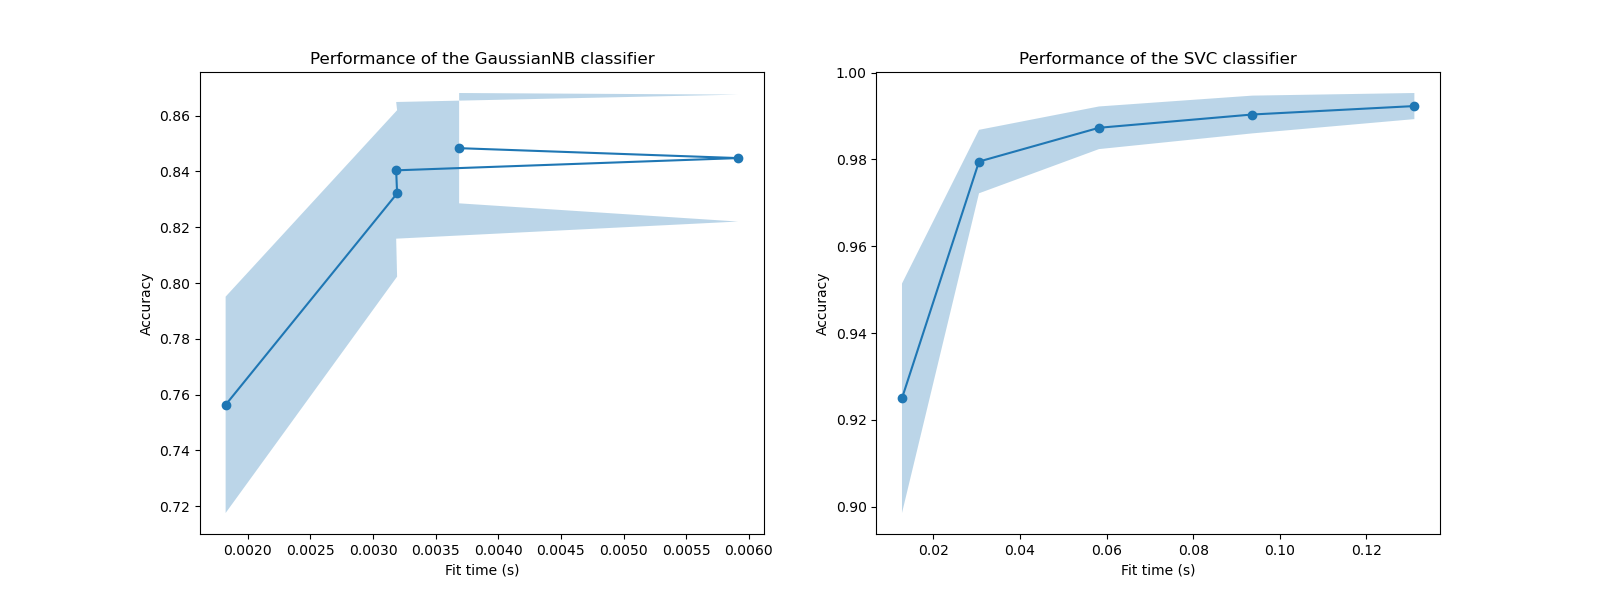 Performance of the GaussianNB classifier
Accuracy
0.86
0.84
0.82
0.80
0.78
0.76
0.74
0.72
0.0020 0.0025 0.0030 0.0035 0.0040 0.0045 0.0050 0.0055 0.0060
Fit time (s)
Performance of the SVC classifier
Accuracy
1.00
0.98
0.96
0.94
0.92
0.90
0.02 0.04 0.06 0.08 0.10 0.12
Fit time (s)